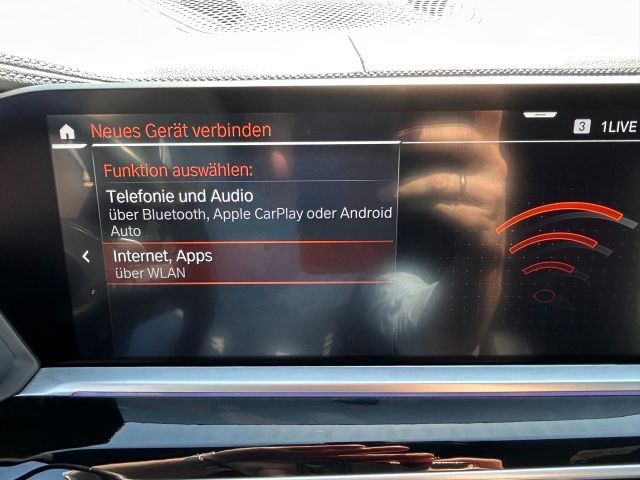 Neues Gerät verbinden
3 1LIVE
Funktion auswählen:
Telefonie und Audio
über Bluetooth, Apple CarPlay oder Android
Auto
Internet, Apps
über WLAN